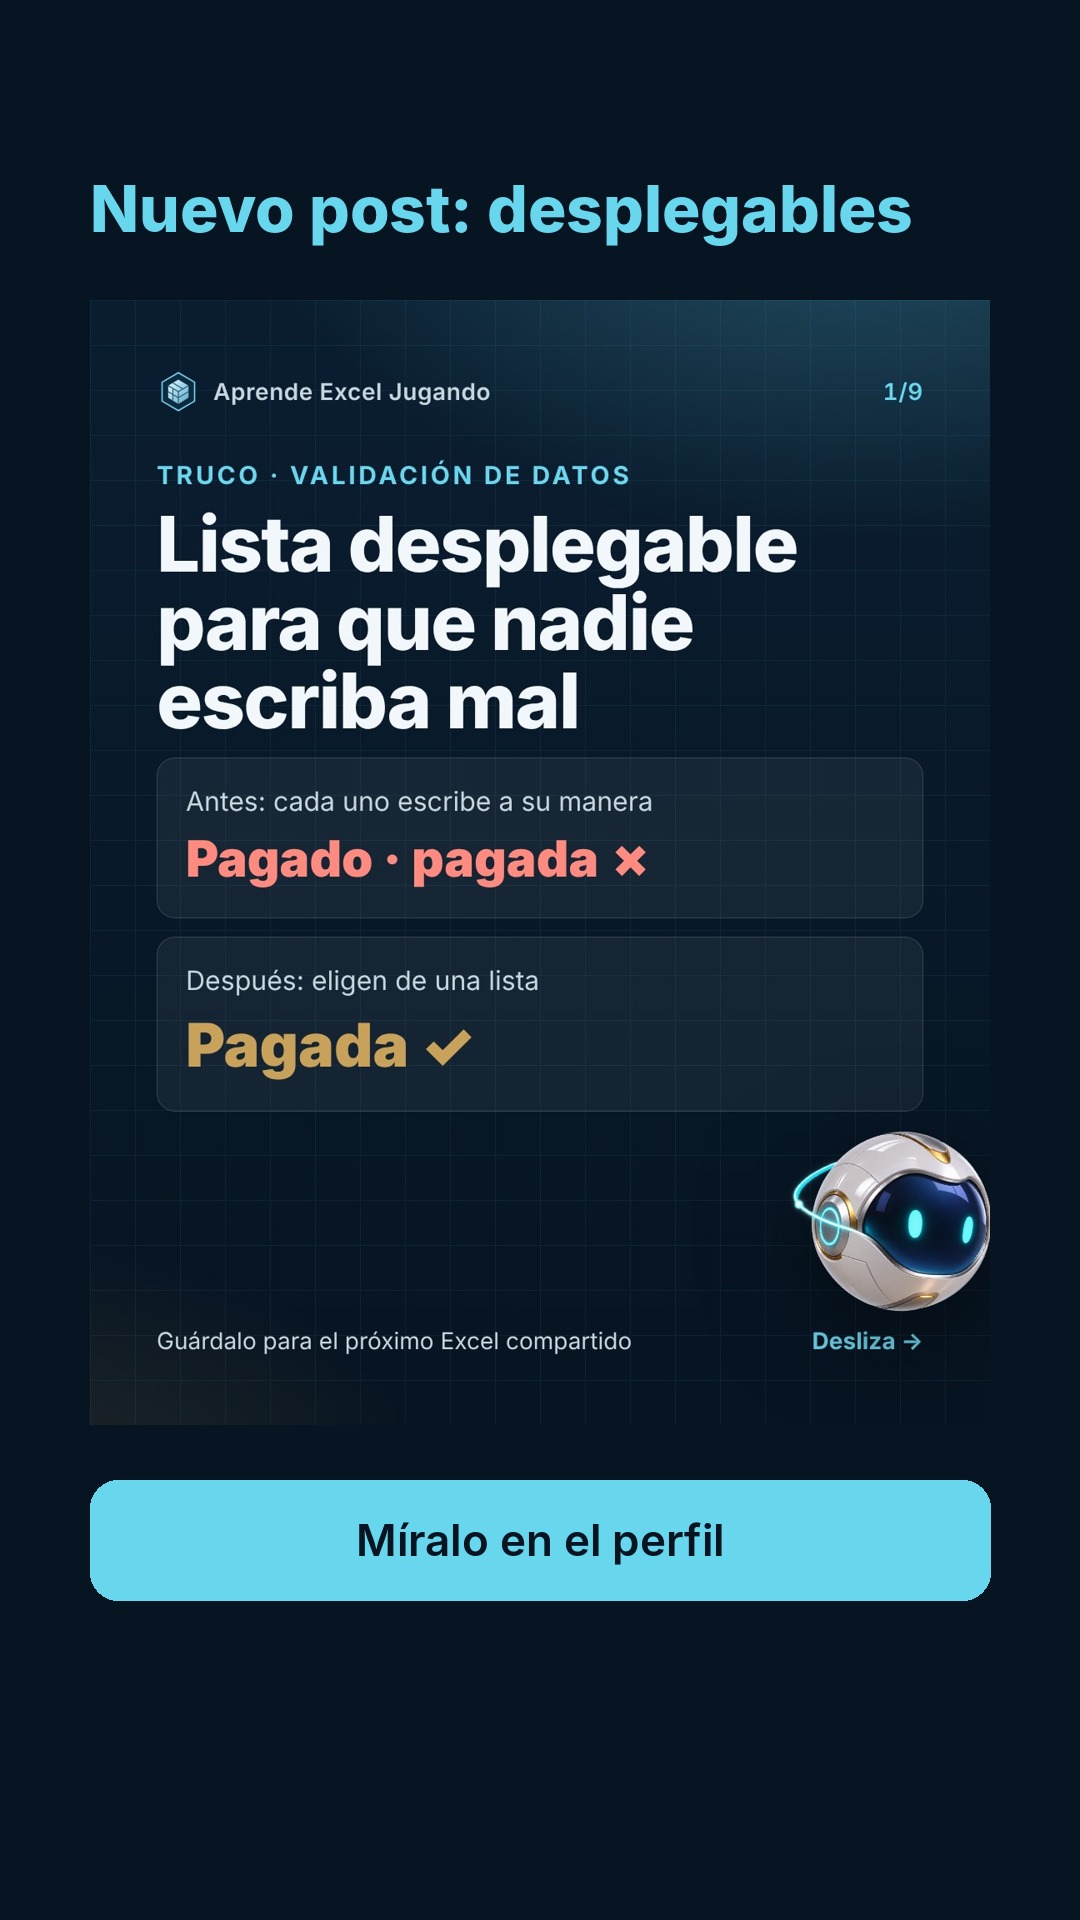 Nuevo post: desplegables
Aprende Excel Jugando
1/9
TRUCO · VALIDACIÓN DE DATOS
Lista desplegable
para que nadie
escriba mal
Antes: cada uno escribe a su manera
Pagado · pagada ✕
Después: eligen de una lista
Pagada ✓
Guárdalo para el próximo Excel compartido
Desliza →
Míralo en el perfil